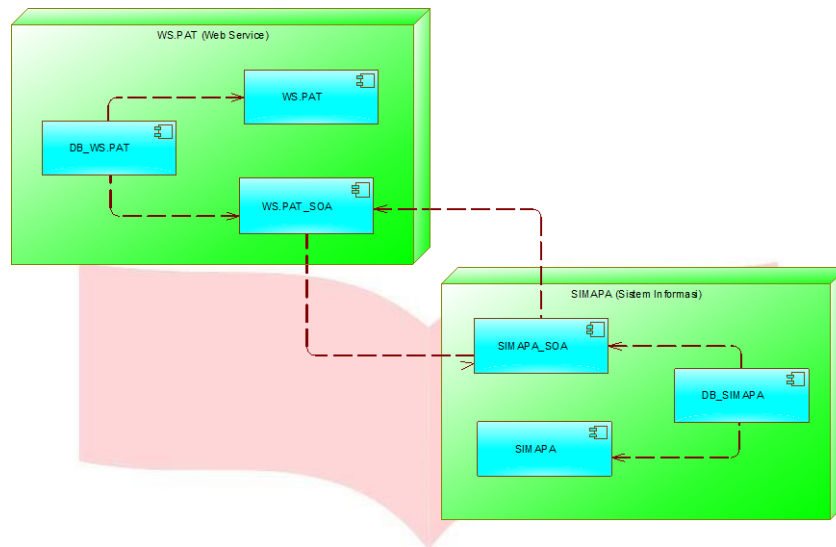 WS.PAT (Web Service)
WS.PAT
DB_WS.PAT
WS.PAT_SOA
SIMAPA (Sistem Informasi)
SIMAPA_SOA
DB_SIMAPA
SIMAPA